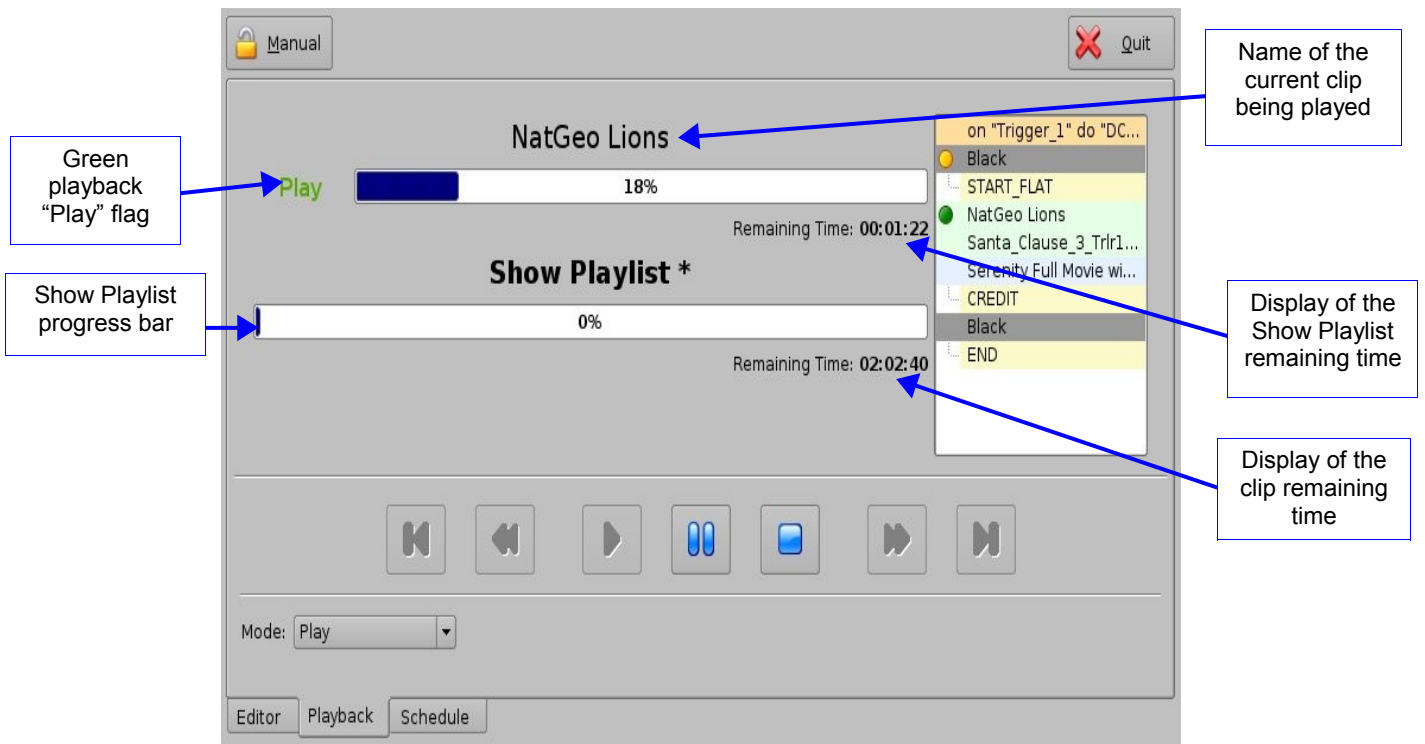 Manual
Quit
Name of the
current clip
being played
Green
playback
“Play” flag
NatGeo Lions
Play
18%
Remaining Time: 00:01:22
Show Playlist
progress bar
Show Playlist *
0%
Remaining Time: 02:02:40
on "Trigger_1" do "DC...
Black
START_FLAT
NatGeo Lions
Santa_Clause_3_Trlr1...
Serenity Full Movie wi...
CREDIT
Black
END
Display of the
Show Playlist
remaining time
Display of the
clip remaining
time
Mode: Play
Editor
Playback
Schedule